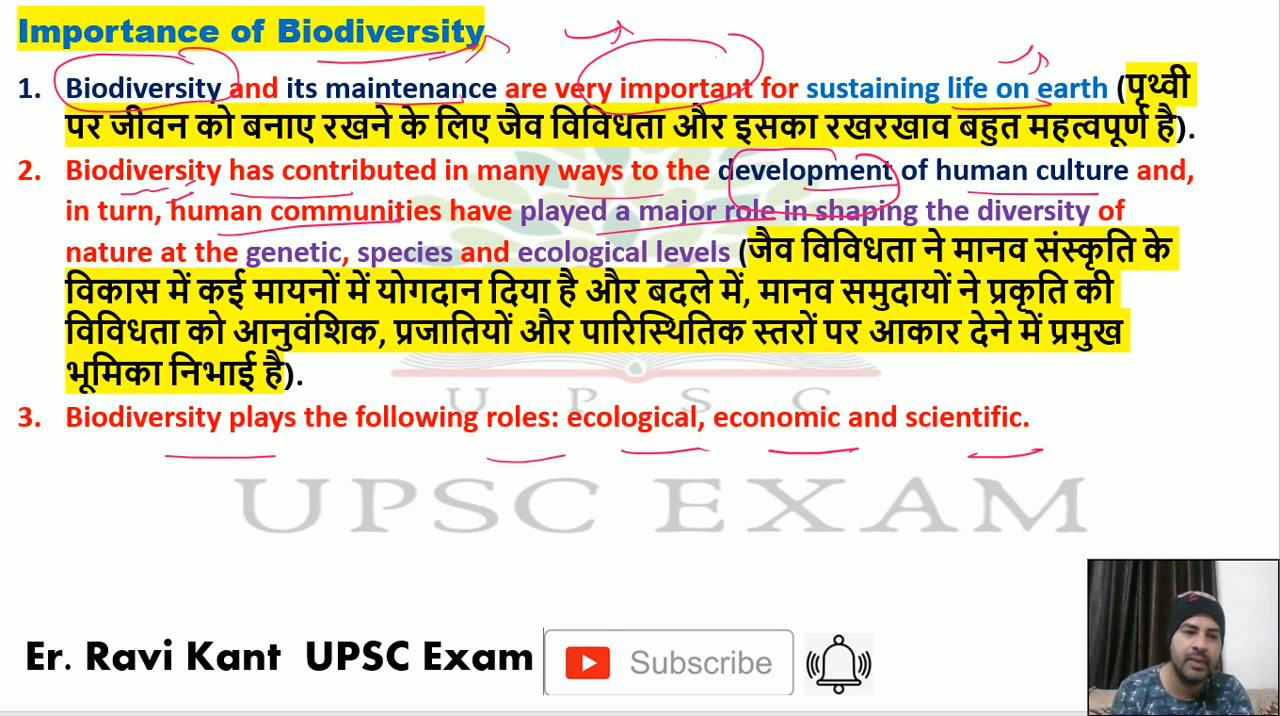 Importance of Biodiversity
1. Biodiversity and its maintenance are very important for sustaining life on earth (पृथ्वी
पर जीवन को बनाए रखने के लिए जैव विविधता और इसका रखरखाव बहुत महत्वपूर्ण है).
2. Biodiversity has contributed in many ways to the development of human culture and,
in turn, human communities have played a major role in shaping the diversity of
nature at the genetic, species and ecological levels (जैव विविधता ने मानव संस्कृति के
विकास में कई मायनों में योगदान दिया है और बदले में, मानव समुदायों ने प्रकृति की
विविधता को आनुवंशिक, प्रजातियों और पारिस्थितिक स्तरों पर आकार देने में प्रमुख
भूमिका निभाई है).
UPSC
3. Biodiversity plays the following roles: ecological, economic and scientific.
UPSC EXAM
Er. Ravi Kant UPSC Exam
Subscribe